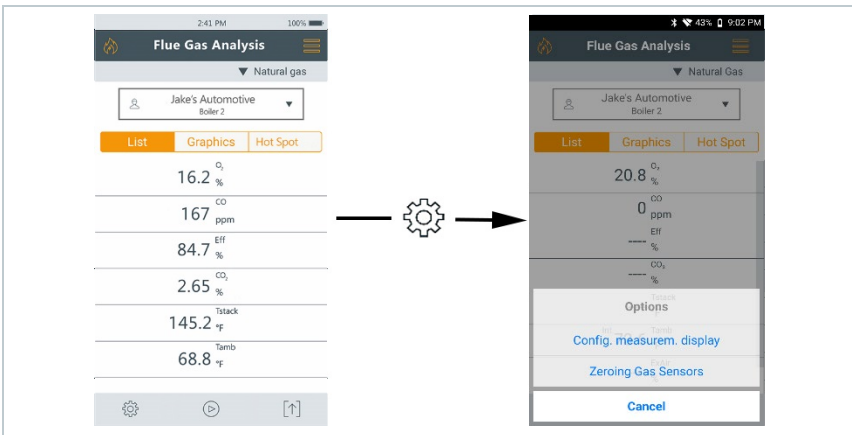 2:41 PM 100%
Flue Gas Analysis
▼ Natural gas
Jake's Automotive
Boiler 2
List Graphics Hot Spot
O₂
16.2 %
CO
167 ppm
Eff
84.7 %
CO₂
2.65 %
Tstack
145.2 °F
Tamb
68.8 °F
43% 9:02 PM
Flue Gas Analysis
▼ Natural Gas
Jake's Automotive
Boiler 2
List Graphics Hot Spot
O₂
20.8 %
CO
0 ppm
Eff
---- %
CO₂
---- %
Options
Tamb
Config. measurem. display
Zeroing Gas Sensors
Cancel